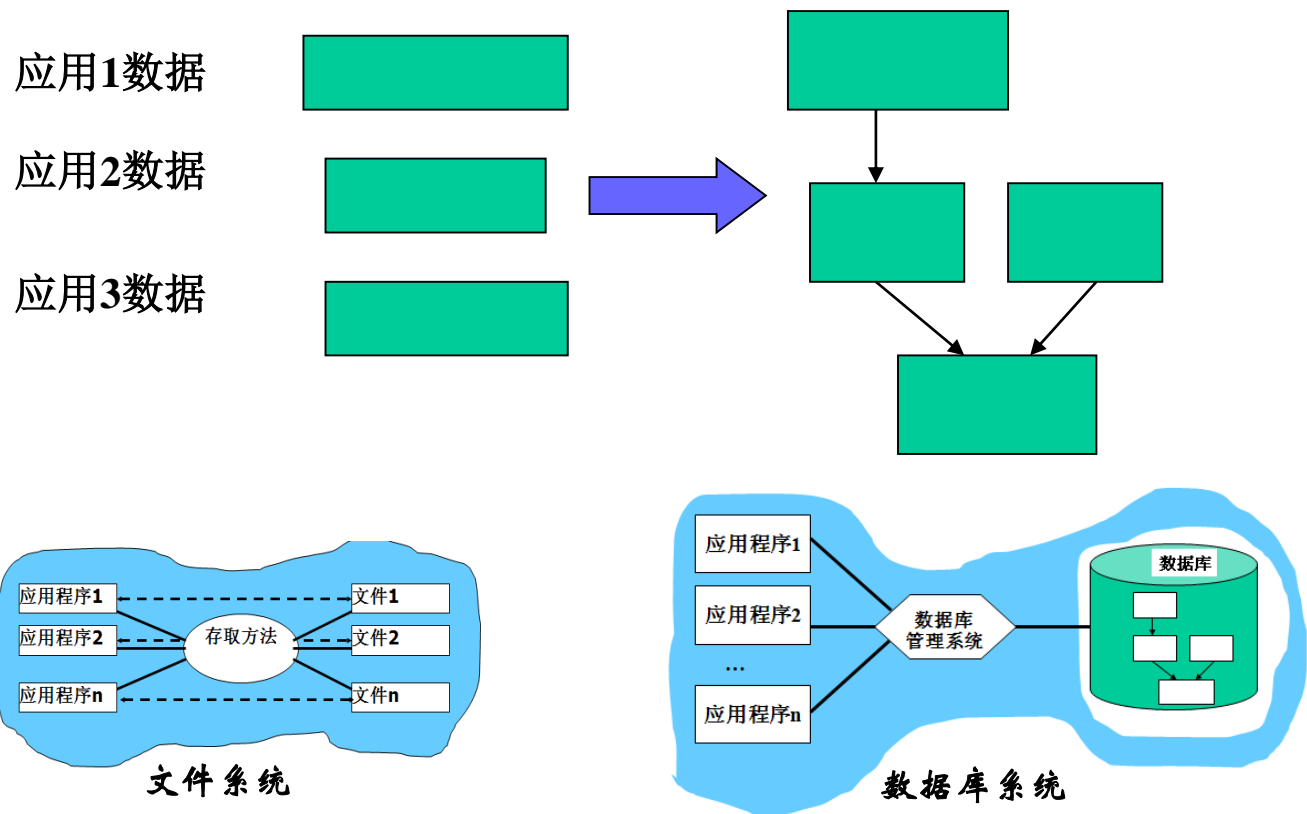 应用1数据
应用2数据
应用3数据
应用程序1
应用程序2
应用程序n
存取方法
文件1
文件2
文件n
文件系统
应用程序1
应用程序2
...
应用程序n
数据库
管理系统
数据库
数据库系统